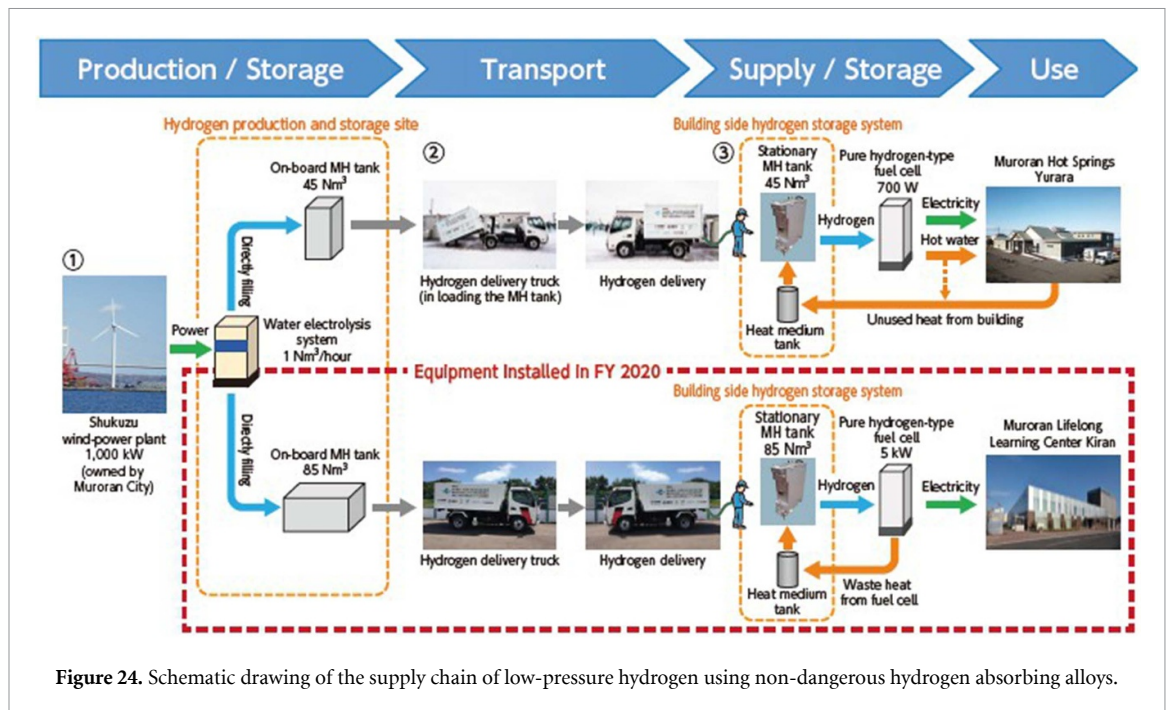 Production / Storage
Transport
Supply / Storage
Use
Hydrogen production and storage site
Building side hydrogen storage system
①
②
③
On-board MH tank
45 Nm³
Stationary
MH tank
45 Nm³
Pure hydrogen-type
fuel cell
700 W
Muroran Hot Springs
Yurara
Directly filling
Hydrogen
Electricity
Hot water
Hydrogen delivery truck
(in loading the MH tank)
Hydrogen delivery
Heat medium
tank
Unused heat from building
Power
Water electrolysis
system
1 Nm³/hour
Shukuzu
wind-power plant
1,000 kW
(owned by
Muroran City)
Equipment Installed in FY 2020
Building side hydrogen storage system
Directly filling
On-board MH tank
85 Nm³
Stationary
MH tank
85 Nm³
Pure hydrogen-type
fuel cell
5 kW
Muroran Lifelong
Learning Center Kiran
Hydrogen
Electricity
Hydrogen delivery truck
Hydrogen delivery
Heat medium
tank
Waste heat
from fuel cell
Figure 24. Schematic drawing of the supply chain of low-pressure hydrogen using non-dangerous hydrogen absorbing alloys.